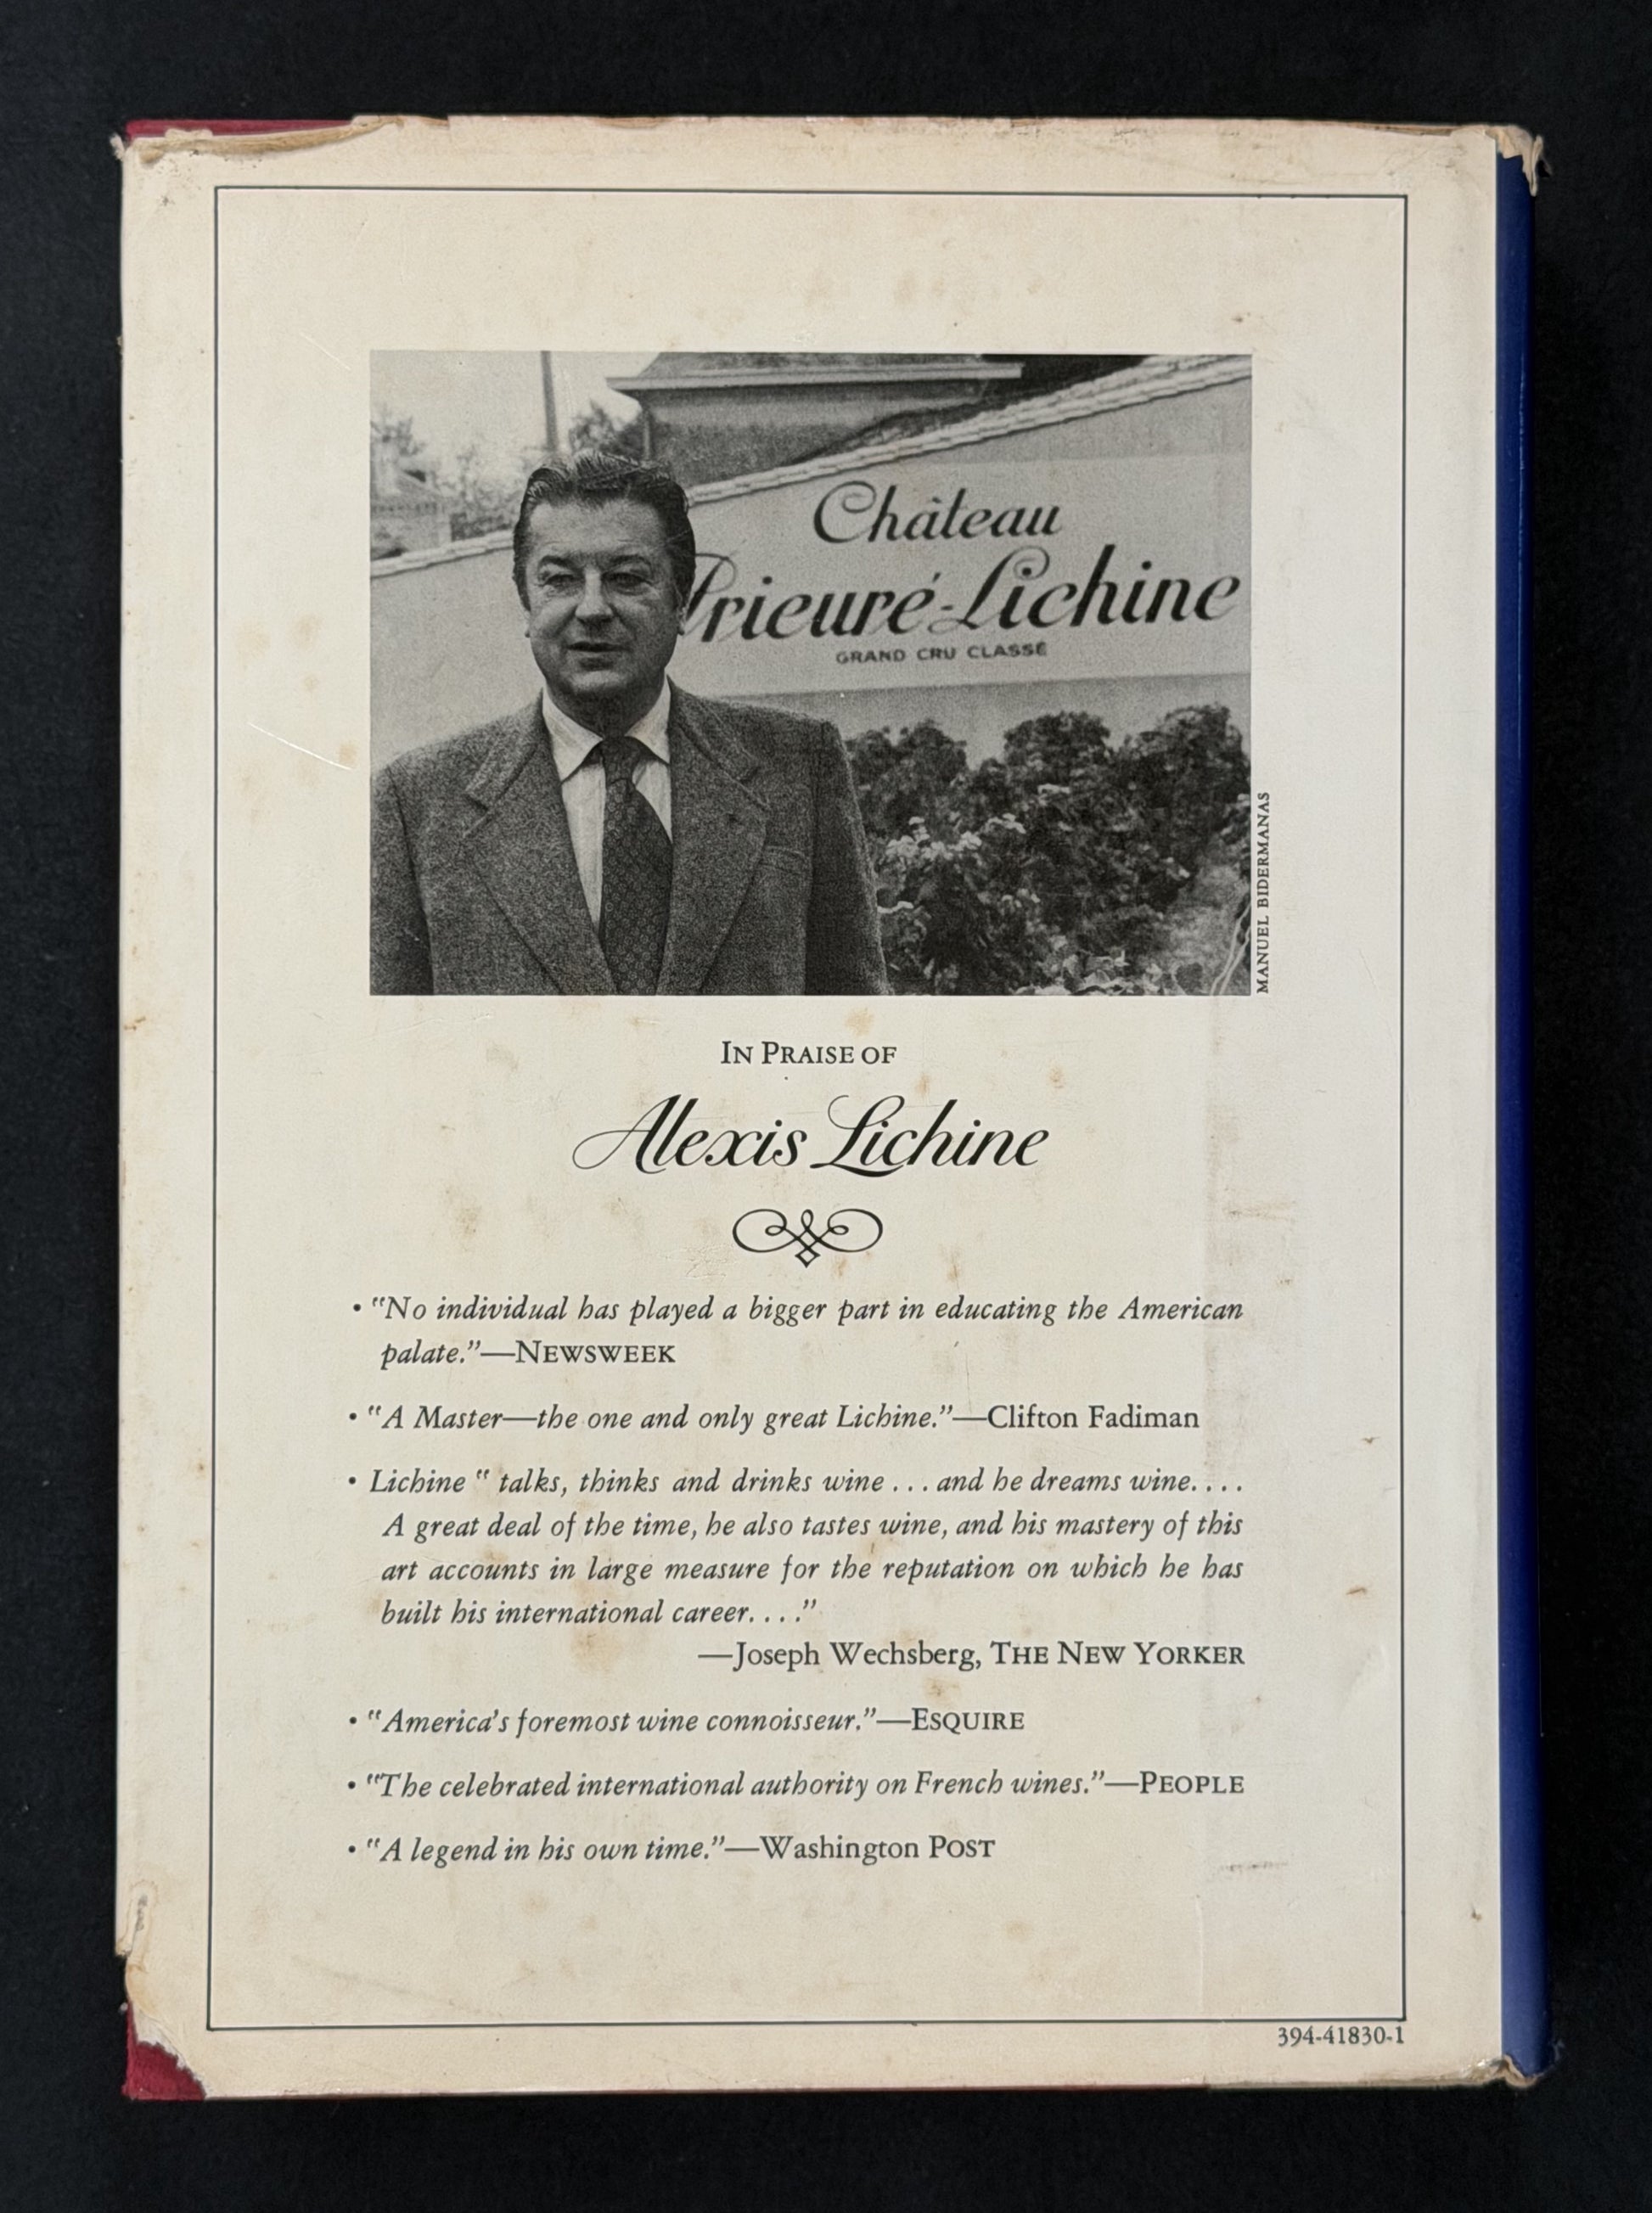 Château
Prieuré-Lichine
GRAND CRU CLASSÉ
MANUEL BIDERMANAS
IN PRAISE OF
Alexis Lichine
• "No individual has played a bigger part in educating the American
palate."—NEWSWEEK
• "A Master—the one and only great Lichine."—Clifton Fadiman
• Lichine " talks, thinks and drinks wine ... and he dreams wine....
A great deal of the time, he also tastes wine, and his mastery of this
art accounts in large measure for the reputation on which he has
built his international career...."
—Joseph Wechsberg, THE NEW YORKER
• "America's foremost wine connoisseur."—ESQUIRE
• "The celebrated international authority on French wines."—PEOPLE
• "A legend in his own time."—Washington POST
394-41830-1